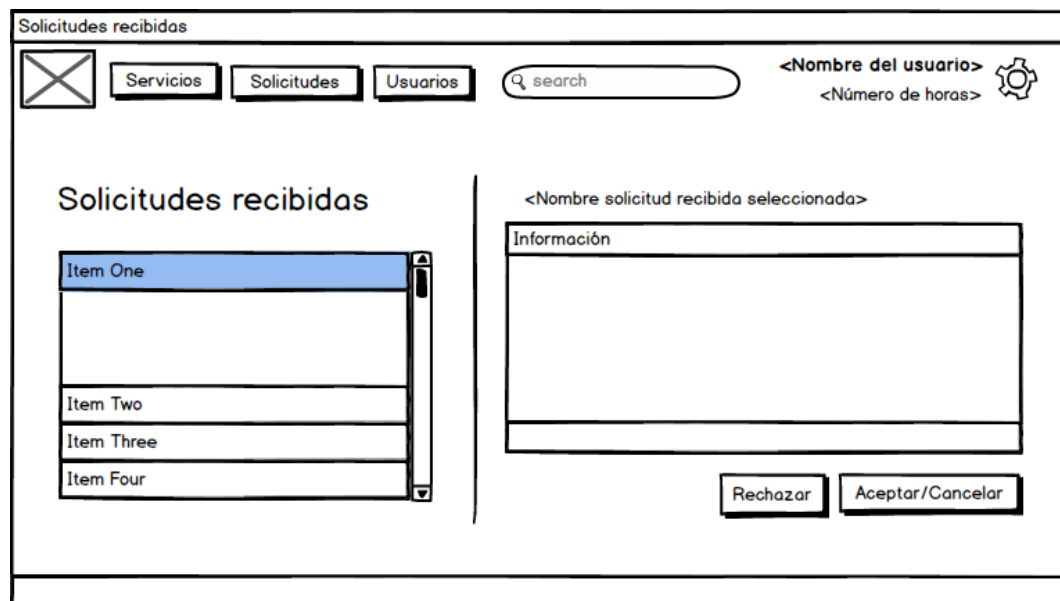 Solicitudes recibidas
Servicios
Solicitudes
Usuarios
search
<Nombre del usuario>
<Número de horas>
Solicitudes recibidas
Item One
Item Two
Item Three
Item Four
<Nombre solicitud recibida seleccionada>
Información
Rechazar
Aceptar/Cancelar